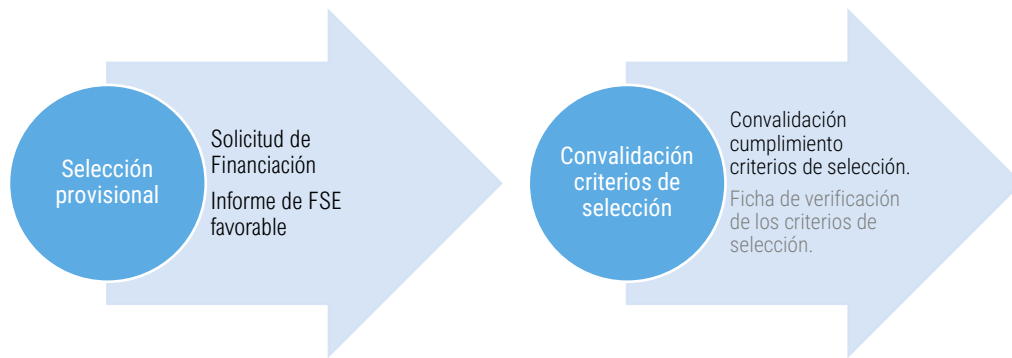 Selección
provisional
Solicitud de
Financiación
Informe de FSE
favorable
Convalidación
criterios de
selección
Convalidación
cumplimiento
criterios de selección.
Ficha de verificación
de los criterios de
selección.